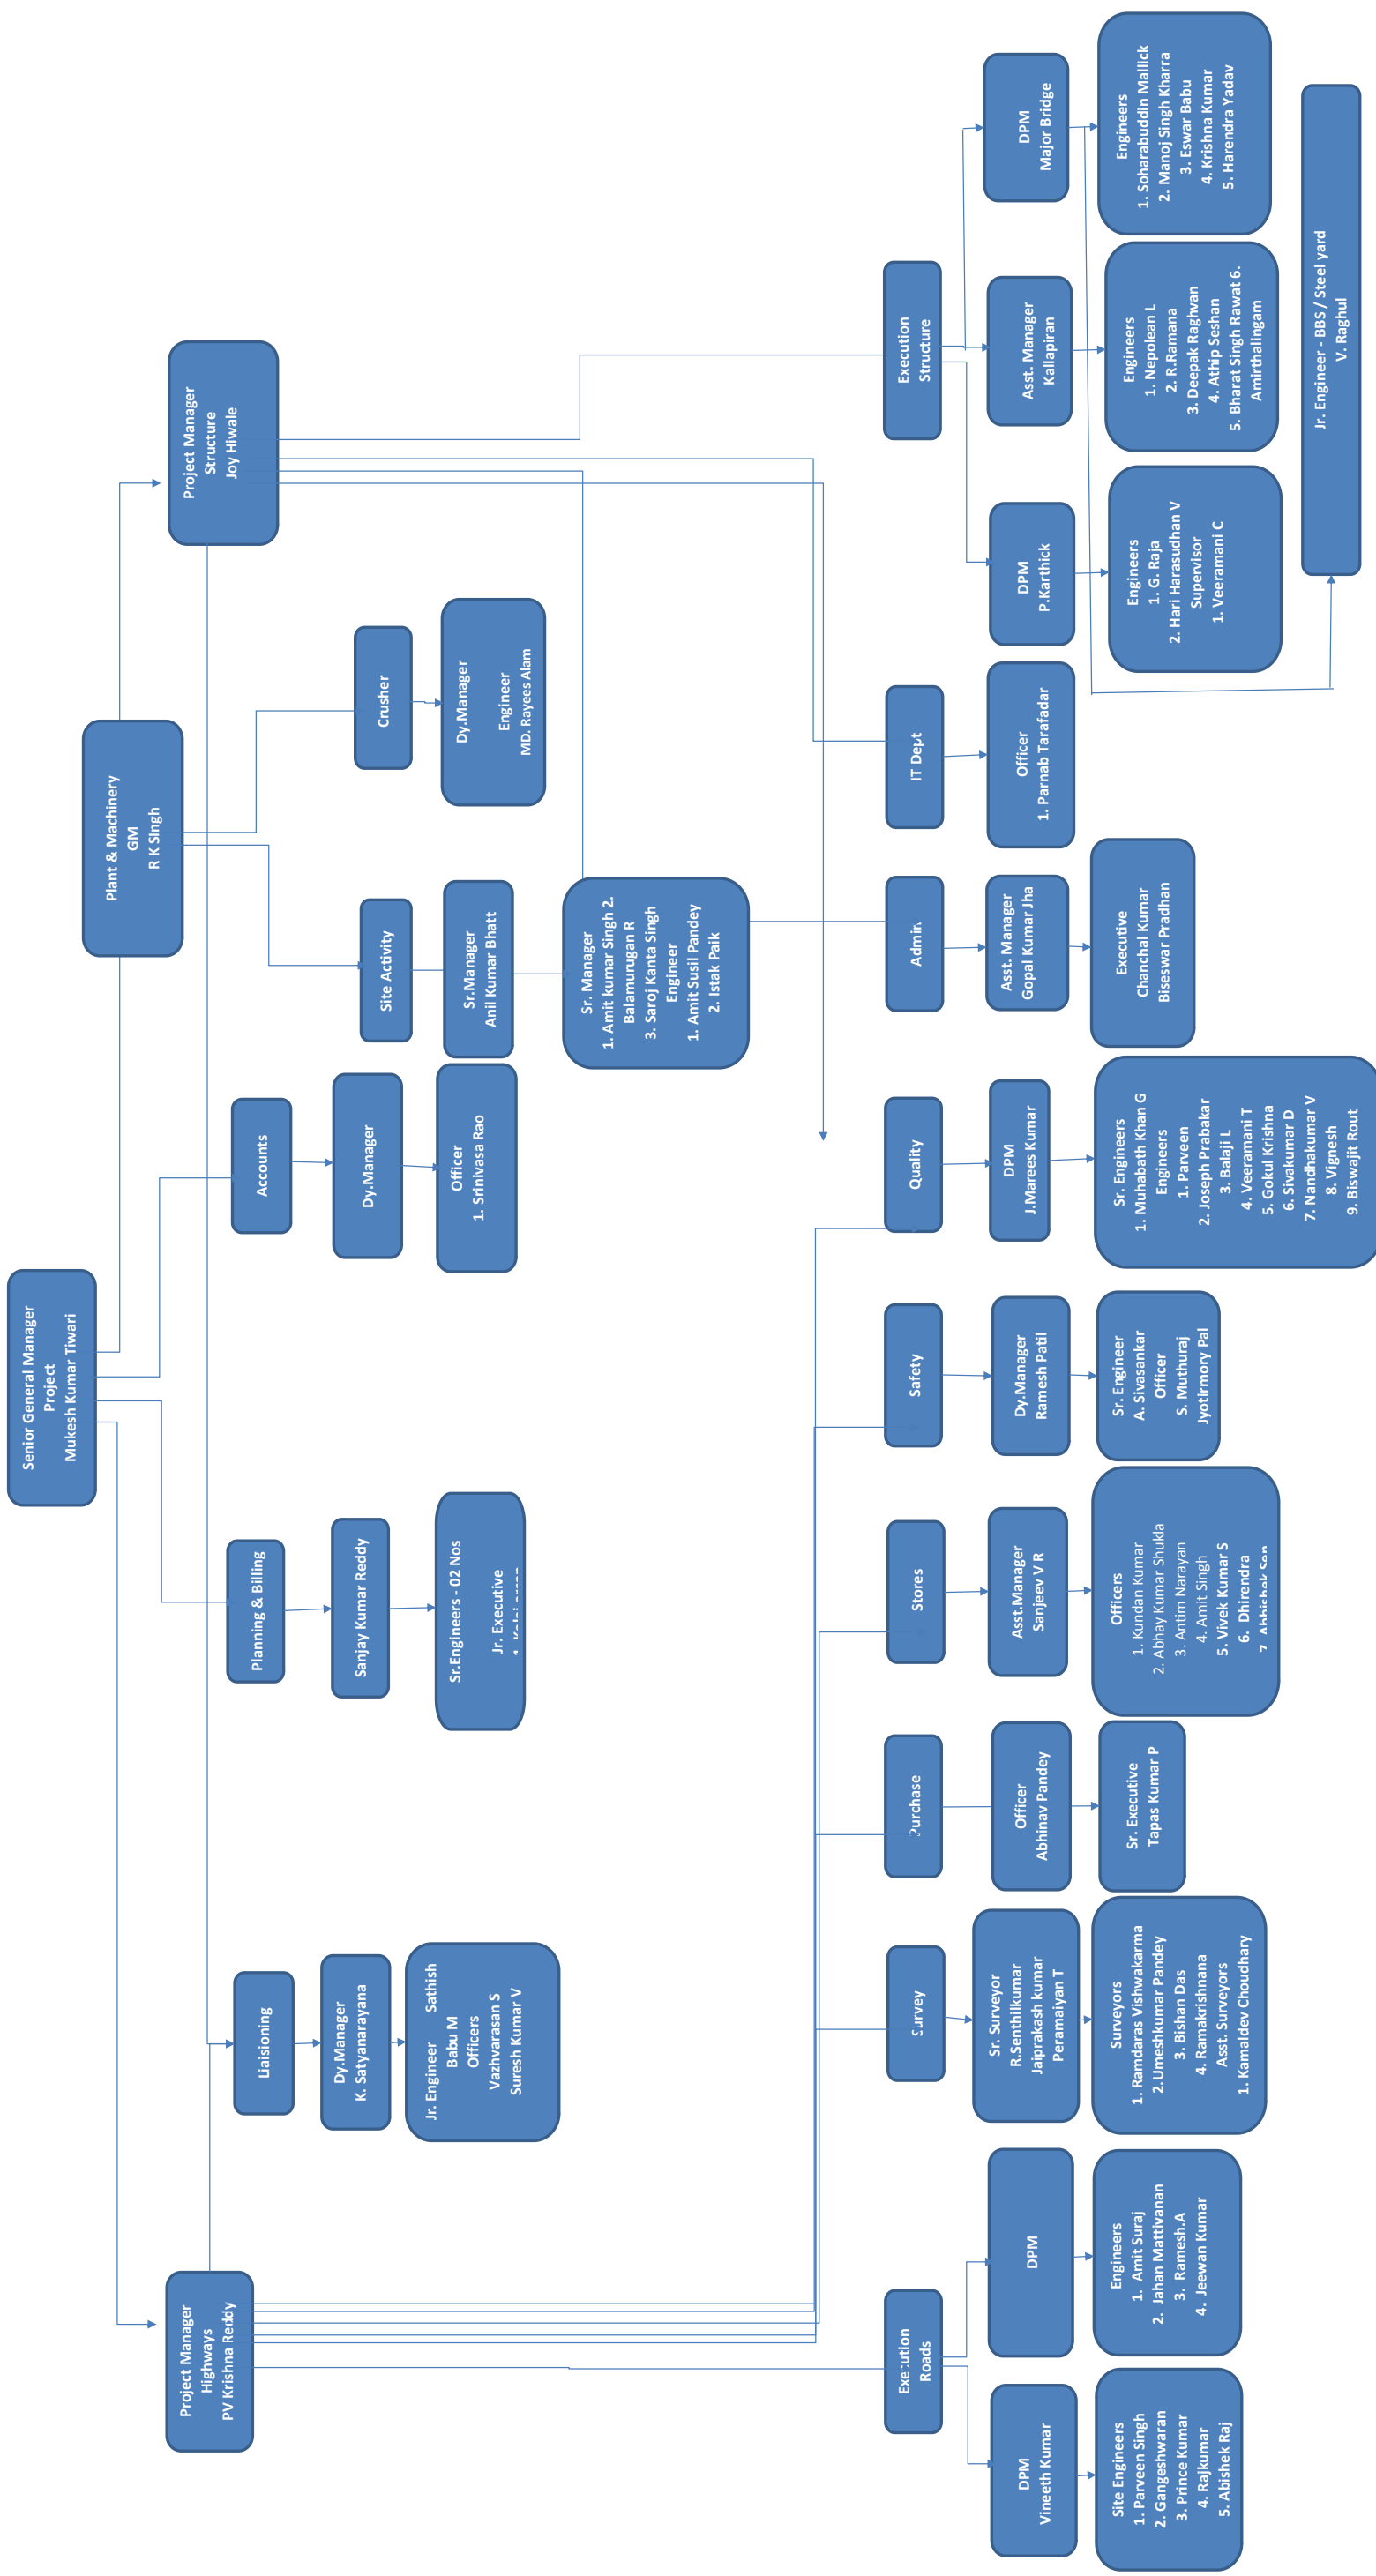 Senior General Manager
Project
Mukesh Kumar Tiwari
Plant & Machinery
GM
R K SIngh
Project Manager
Highways
PV Krishna Reddy
Project Manager
Structure
Joy Hiwale
Liaisoning
Planning & Billing
Accounts
Site Activity
Crusher
Dy.Manager
K. Satyanarayana
Sanjay Kumar Reddy
Dy.Manager
Sr.Manager
Anil Kumar Bhatt
Dy.Manager
Engineer
MD. Rayees Alam
Jr. Engineer Sathish
Babu M
Officers
Vazhvarasan S
Suresh Kumar V
Sr.Engineers - 02 Nos
Jr. Executive
Officer
1. Srinivasa Rao
Sr. Manager
1. Amit kumar Singh 2.
Balamurugan R
3. Saroj Kanta Singh
Engineer
1. Amit Susil Pandey
2. Istak Paik
Execution
Roads
Survey
Purchase
Stores
Safety
Quality
Admin
IT Dept
Execution
Structure
DPM
Vineeth Kumar
DPM
Sr. Surveyor
R.Senthilkumar
Jaiprakash kumar
Peramaiyan T
Officer
Abhinav Pandey
Asst.Manager
Sanjeev V R
Dy.Manager
Ramesh Patil
DPM
J.Marees Kumar
Asst. Manager
Gopal Kumar Jha
Officer
1. Parnab Tarafadar
DPM
P.Karthick
Asst. Manager
Kallapiran
DPM
Major Bridge
Site Engineers
1. Parveen Singh
2. Gangeshwaran
3. Prince Kumar
4. Rajkumar
5. Abishek Raj
Engineers
1. Amit Suraj
2. Jahan Mattivanan
3. Ramesh.A
4. Jeewan Kumar
Surveyors
1. Ramdaras Vishwakarma
2.Umeshkumar Pandey
3. Bishan Das
4. Ramakrishnana
Asst. Surveyors
1. Kamaldev Choudhary
Sr. Executive
Tapas Kumar P
Officers
1. Kundan Kumar
2. Abhay Kumar Shukla
3. Antim Narayan
4. Amit Singh
5. Vivek Kumar S
6. Dhirendra
7. Abhishek Sen
Sr. Engineer
A. Sivasankar
Officer
S. Muthuraj
Jyotirmory Pal
Sr. Engineers
1. Muhabath Khan G
Engineers
1. Parveen
2. Joseph Prabakar
3. Balaji L
4. Veeramani T
5. Gokul Krishna
6. Sivakumar D
7. Nandhakumar V
8. Vignesh
9. Biswajit Rout
Executive
Chanchal Kumar
Biseswar Pradhan
Engineers
1. G. Raja
2. Hari Harasudhan V
Supervisor
1. Veeramani C
Engineers
1. Nepolean L
2. R.Ramana
3. Deepak Raghvan
4. Athip Seshan
5. Bharat Singh Rawat 6.
Amirthalingam
Engineers
1. Soharabuddin Mallick
2. Manoj Singh Kharra
3. Eswar Babu
4. Krishna Kumar
5. Harendra Yadav
Jr. Engineer - BBS / Steel yard
V. Raghul